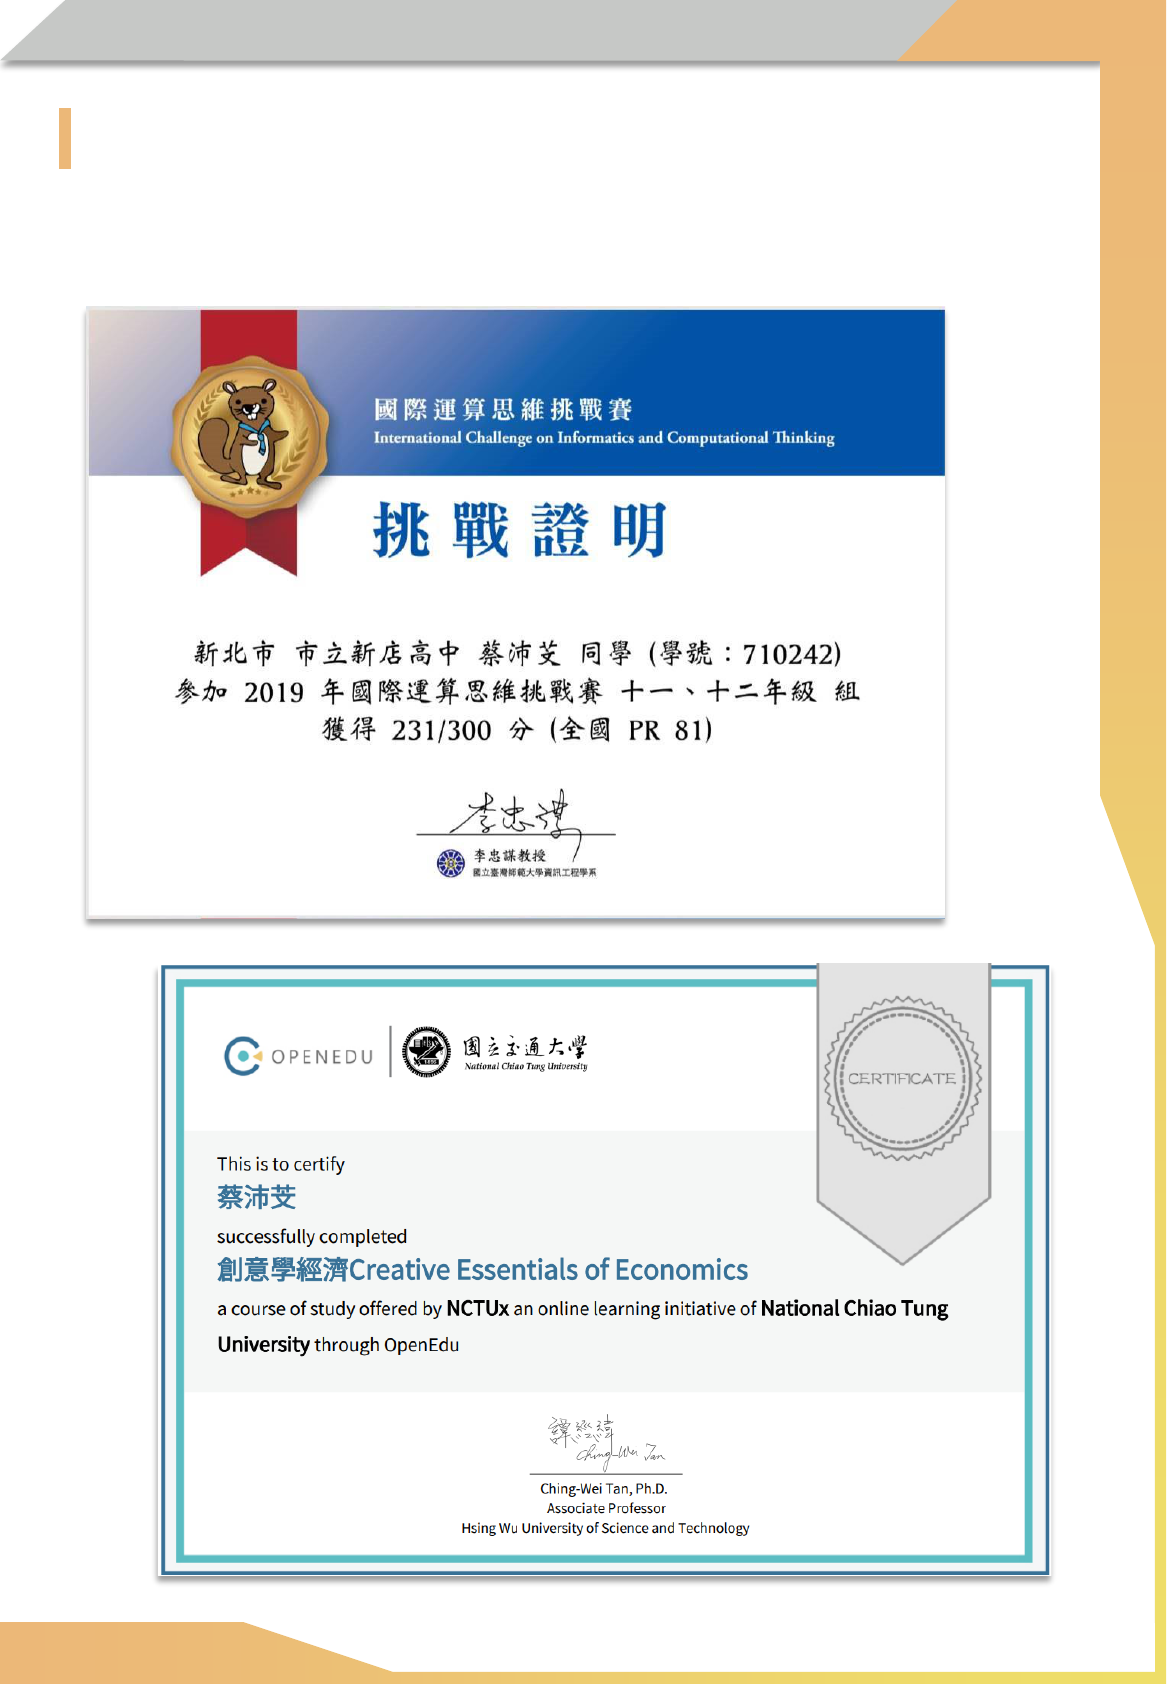 國際運算思維挑戰賽
International Challenge on Informatics and Computational Thinking
挑戰證明
新北市 市立新店高中 蔡沛芠 同學 (學號：710242)
參加 2019 年國際運算思維挑戰賽 十一、十二年級 組
獲得 231/300 分 (全國 PR 81)
李忠謀
李忠謀教授
國立臺灣師範大學資訊工程學系
OPENEDU
國立交通大學
National Chiao Tung University
CERTIFICATE
This is to certify
蔡沛芠
successfully completed
創意學經濟Creative Essentials of Economics
a course of study offered by NCTUx an online learning initiative of National Chiao Tung
University through OpenEdu
Ching-Wei Tan
Ching-Wei Tan, Ph.D.
Associate Professor
Hsing Wu University of Science and Technology